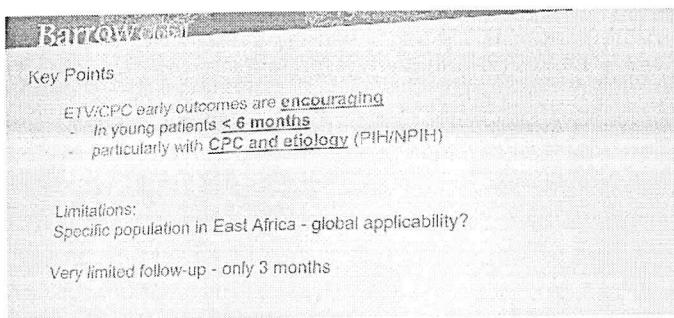 Barrow
Key Points
ETV/CPC early outcomes are encouraging
- in young patients < 6 months
- particularly with CPC and etiology (PIH/NPIH)
Limitations:
Specific population in East Africa - global applicability?
Very limited follow-up - only 3 months